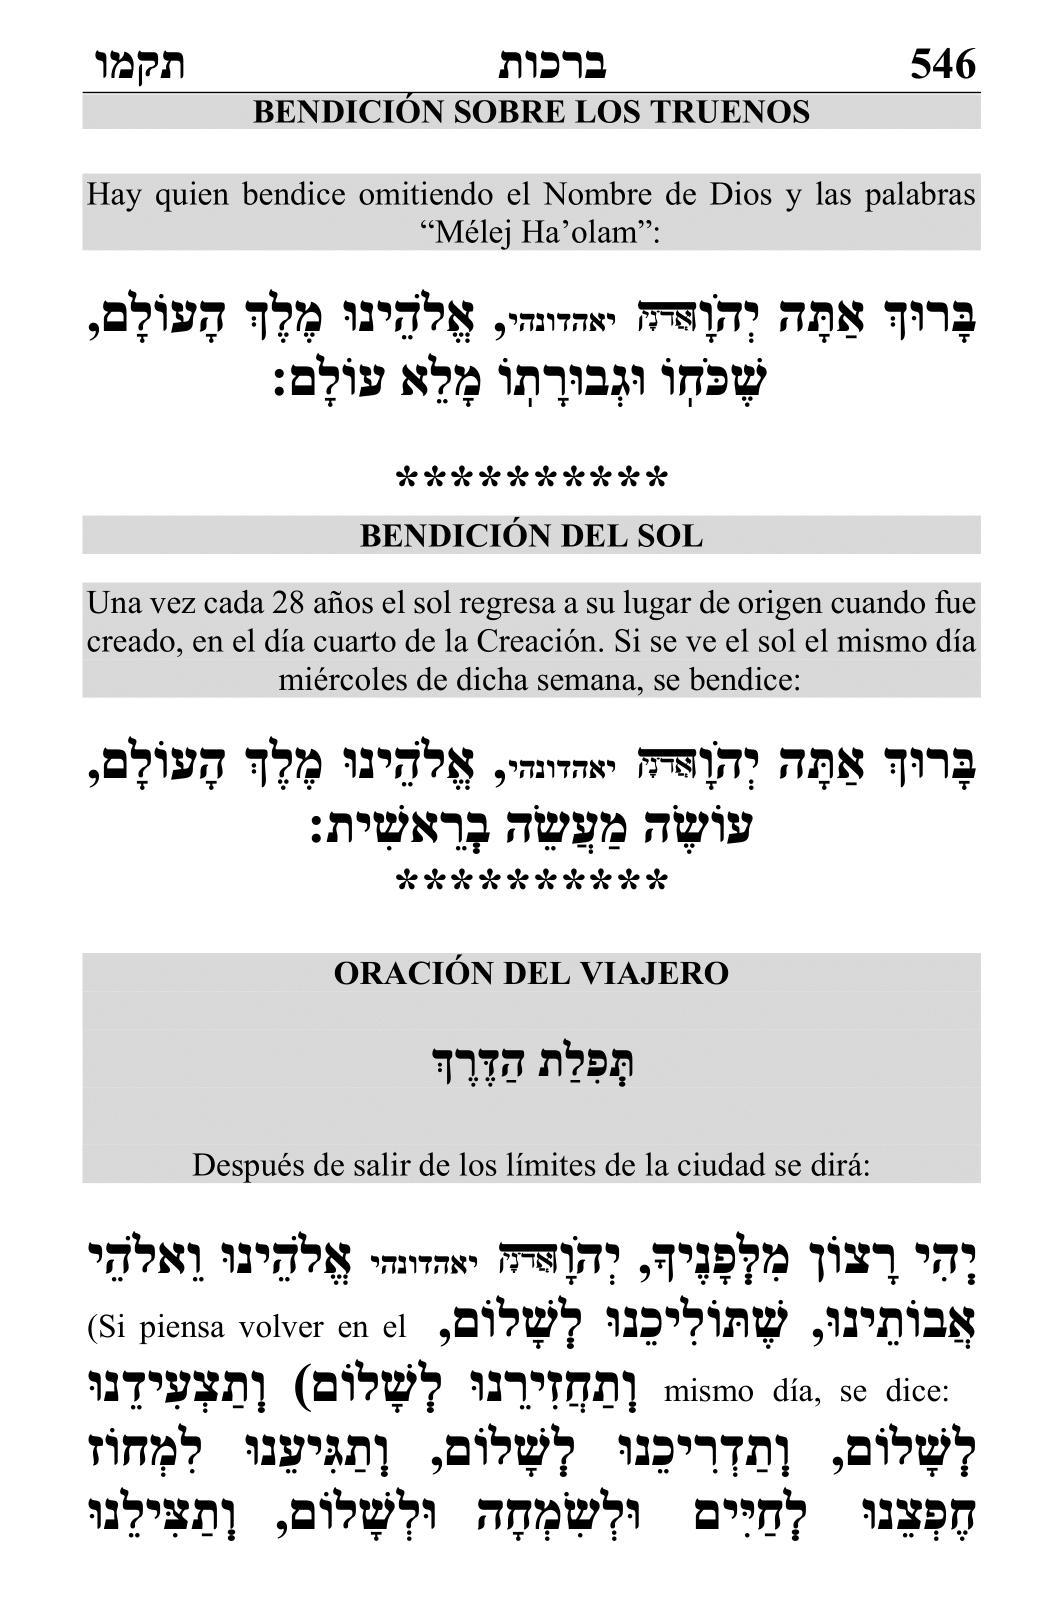 546 ברכות תקמו
BENDICIÓN SOBRE LOS TRUENOS
Hay quien bendice omitiendo el Nombre de Dios y las palabras
“Mélej Ha’olam”:
בָּרוּךְ אַתָּה יְהֹוָאֲדֹנָי יאהדונהי, אֱלֹהֵינוּ מֶלֶךְ הָעוֹלָם,
שֶׁכֹּחְוֹ וּגְבוּרָתְוֹ מָלֵא עוֹלָם:
**********
BENDICIÓN DEL SOL
Una vez cada 28 años el sol regresa a su lugar de origen cuando fue
creado, en el día cuarto de la Creación. Si se ve el sol el mismo día
miércoles de dicha semana, se bendice:
בָּרוּךְ אַתָּה יְהֹוָאֲדֹנָי יאהדונהי, אֱלֹהֵינוּ מֶלֶךְ הָעוֹלָם,
עוֹשֶׂה מַעֲשֵׂה בְרֵאשִׁית:
**********
ORACIÓN DEL VIAJERO
תְּפִלַת הַדֶּרֶךְ
Después de salir de los límites de la ciudad se dirá:
יְהִי רָצוֹן מִלְּפָנֶיךָ, יְהֹוָאֲדֹנָי יאהדונהי אֱלֹהֵינוּ וֵאלֹהֵי
אֲבוֹתֵינוּ, שֶׁתּוֹלִיכֵנוּ לְשָׁלוֹם, (Si piensa volver en el
mismo día, se dice: וְתַחֲזִירֵנוּ לְשָׁלוֹם) וְתַצְעִידֵנוּ
לְשָׁלוֹם, וְתַדְרִיכֵנוּ לְשָׁלוֹם, וְתַגִּיעֵנוּ לִמְחוֹז
חֶפְצֵנוּ לְחַיִּים וּלְשִׂמְחָה וּלְשָׁלוֹם, וְתַצִּילֵנוּ